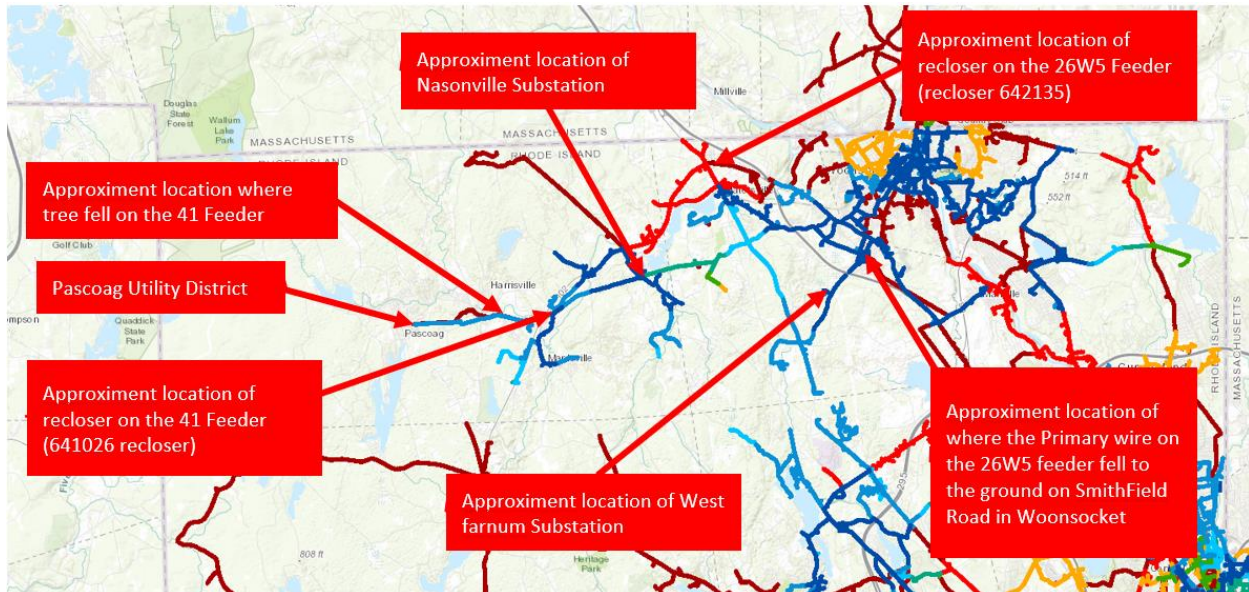 Approximent location of
Nasonville Substation
Approximent location of
recloser on the 26W5 Feeder
(recloser 642135)
Douglas
State
Forest
Wallum
Lake
Park
Millville
MASSACHUSETTS
RHODE ISLAND
MASSACHUSETTS
RHODE ISLAND
Approximent location where
tree fell on the 41 Feeder
514 ft
552 ft
Golf Club
Pascoag Utility District
Harrisville
Quaddick
State
Park
Pascoag
RHODE ISLAND
MASSACHUSETTS
Approximent location of
recloser on the 41 Feeder
(641026 recloser)
Approximent location of
where the Primary wire on
the 26W5 feeder fell to
the ground on SmithField
Road in Woonsocket
Approximent location of West
farnum Substation
295
808 ft
Heritage
Park